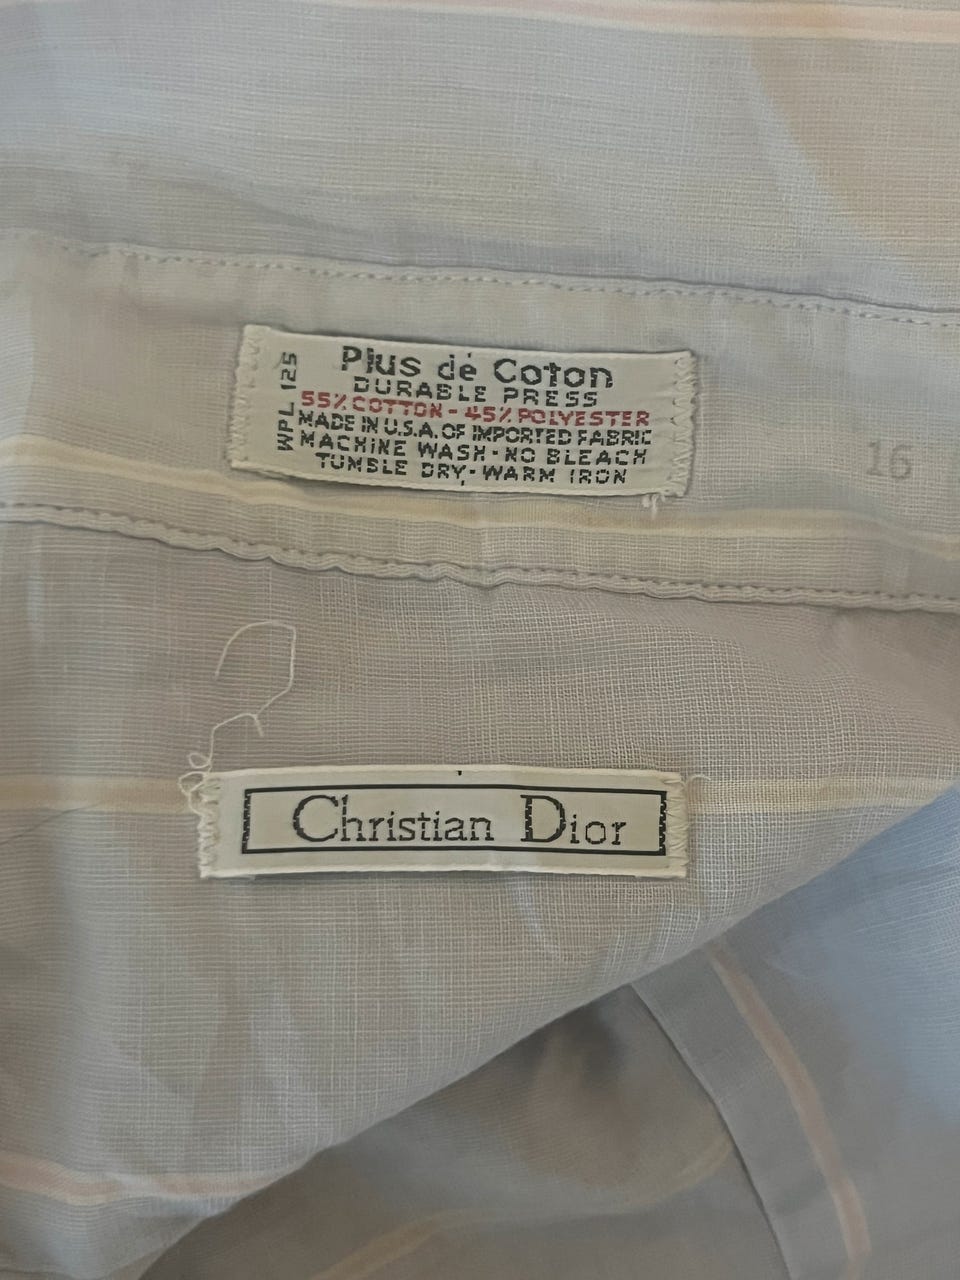 Plus dé Coton
DURABLE PRESS
55% COTTON - 45% POLYESTER
MADE IN U.S.A. OF IMPORTED FABRIC
MACHINE WASH - NO BLEACH
TUMBLE DRY - WARM IRON
WPL 125
16
Christian Dior